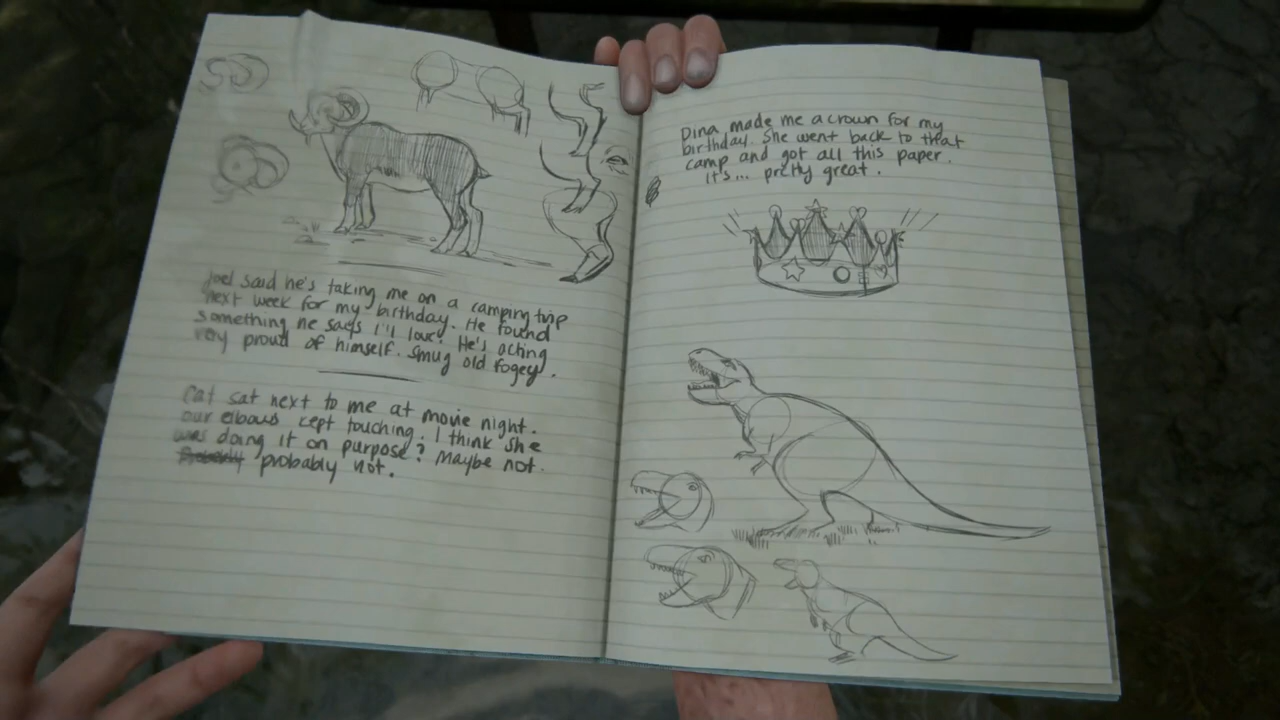 Joel said he's taking me on a camping trip
next week for my birthday. He found
something he says I'll love. He's acting
very proud of himself. Smug old fogey.
Cat sat next to me at movie night.
our elbows kept touching. I think she
was doing it on purpose? Maybe not.
Probably probably not.
Dina made me a crown for my
birthday. She went back to that
camp and got all this paper.
It's... pretty great.